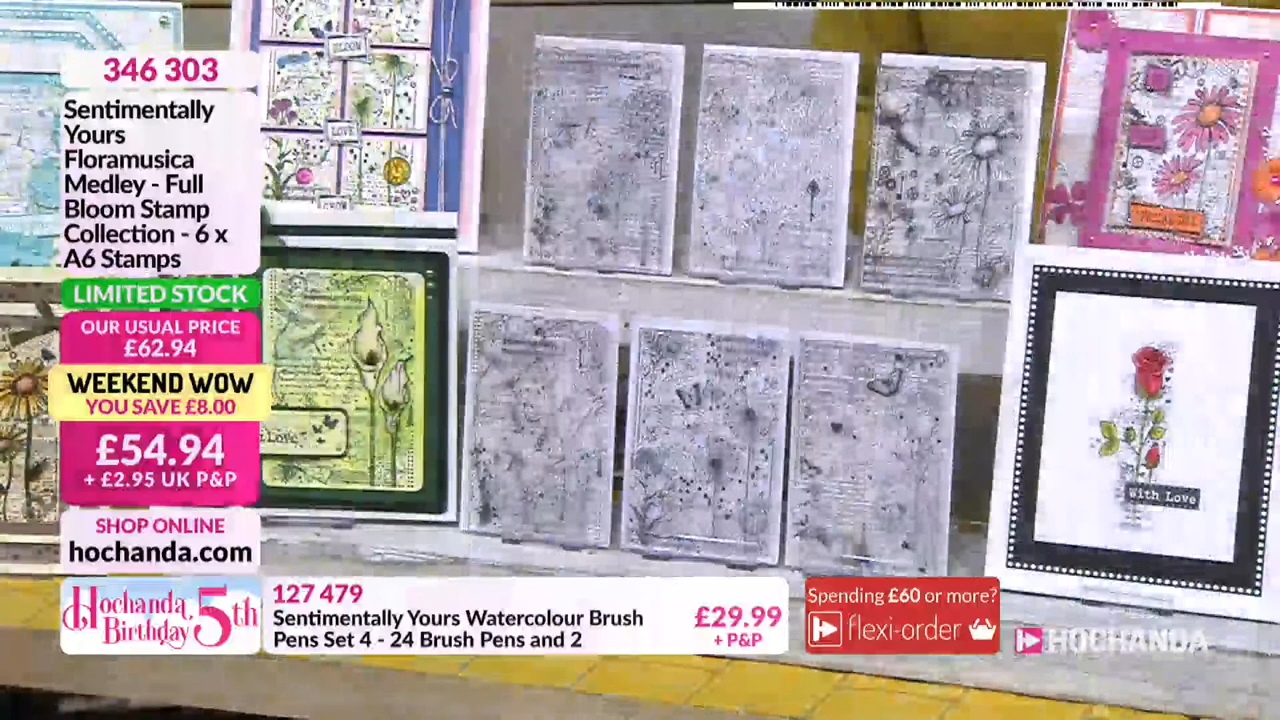 346 303
Sentimentally
Yours
Floramusica
Medley - Full
Bloom Stamp
Collection - 6 x
A6 Stamps
LIMITED STOCK
OUR USUAL PRICE
£62.94
WEEKEND WOW
YOU SAVE £8.00
£54.94
+ £2.95 UK P&P
SHOP ONLINE
hochanda.com
BLOOM
LOVE
GROW
Love
With Love
Hochanda
Birthday
5th
127 479
Sentimentally Yours Watercolour Brush
Pens Set 4 - 24 Brush Pens and 2
£29.99
+ P&P
Spending £60 or more?
flexi-order
HOCHANDA